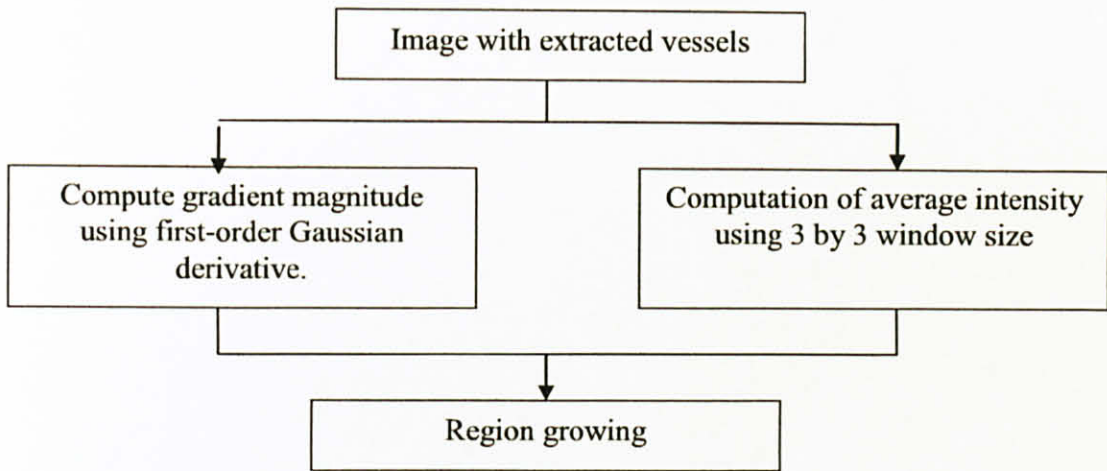 Image with extracted vessels
Compute gradient magnitude
using first-order Gaussian
derivative.
Computation of average intensity
using 3 by 3 window size
Region growing